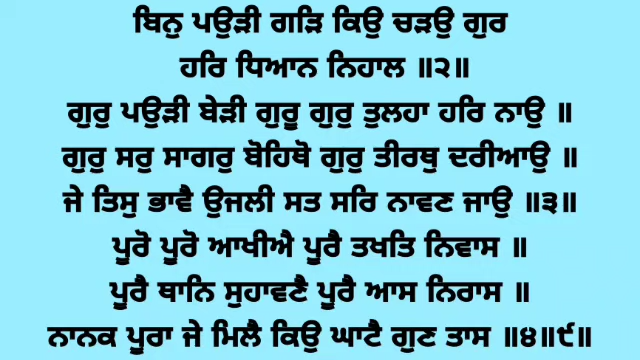 ਬਿਨੁ ਪਉੜੀ ਗੜਿ ਕਿਉ ਚੜਉ ਗੁਰ
ਹਰਿ ਧਿਆਨ ਨਿਹਾਲ ॥੨॥
ਗੁਰੁ ਪਉੜੀ ਬੇੜੀ ਗੁਰੂ ਗੁਰੁ ਤੁਲਹਾ ਹਰਿ ਨਾਉ ॥
ਗੁਰੁ ਸਰੁ ਸਾਗਰੁ ਬੋਹਿਥੋ ਗੁਰੁ ਤੀਰਥੁ ਦਰੀਆਉ ॥
ਜੇ ਤਿਸੁ ਭਾਵੈ ਉਜਲੀ ਸਤ ਸਰਿ ਨਾਵਣ ਜਾਉ ॥੩॥
ਪੂਰੋ ਪੂਰੋ ਆਖੀਐ ਪੂਰੈ ਤਖਤਿ ਨਿਵਾਸ ॥
ਪੂਰੈ ਥਾਨਿ ਸੁਹਾਵਣੈ ਪੂਰੈ ਆਸ ਨਿਰਾਸ ॥
ਨਾਨਕ ਪੂਰਾ ਜੇ ਮਿਲੈ ਕਿਉ ਘਾਟੈ ਗੁਣ ਤਾਸ ॥੪॥੯॥